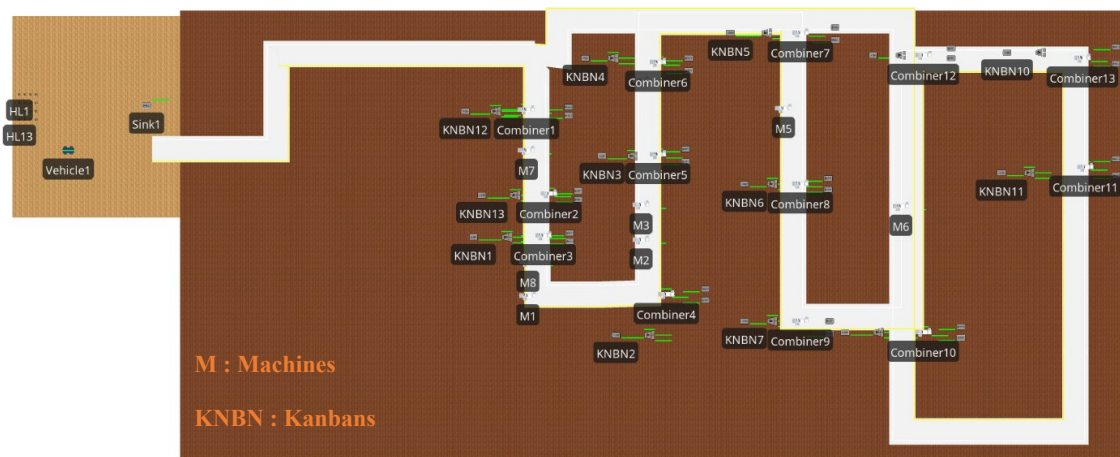 KNBN5
Combiner7
KNBN4
Combiner6
Combiner12
KNBN10
Combiner13
HL1
Sink1
HL13
Vehicle1
KNBN12
Combiner1
M5
M7
KNBN3
Combiner5
KNBN11
Combiner11
KNBN13
Combiner2
M3
KNBN6
Combiner8
M6
KNBN1
Combiner3
M2
M8
M1
Combiner4
KNBN2
KNBN7
Combiner9
Combiner10
M : Machines
KNBN : Kanbans